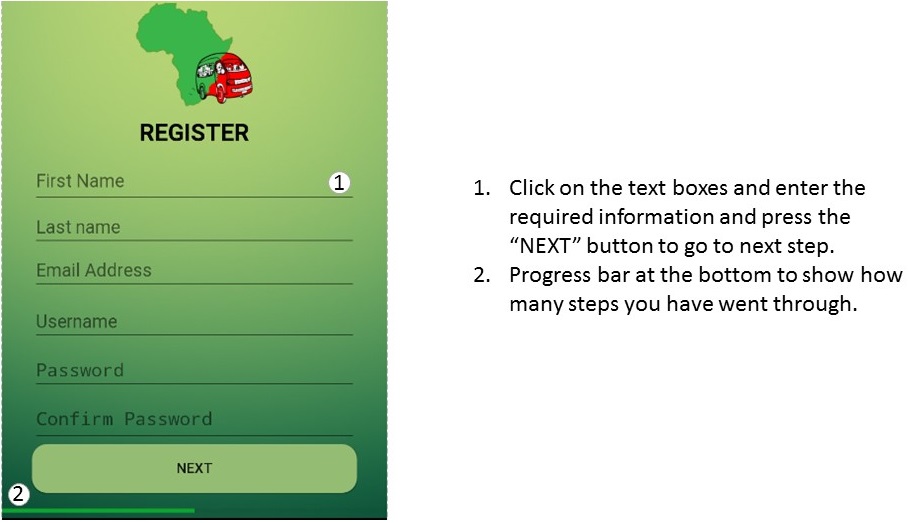 REGISTER
First Name
1
Last name
Email Address
Username
Password
Confirm Password
NEXT
2
1. Click on the text boxes and enter the
required information and press the
“NEXT” button to go to next step.
2. Progress bar at the bottom to show how
many steps you have went through.